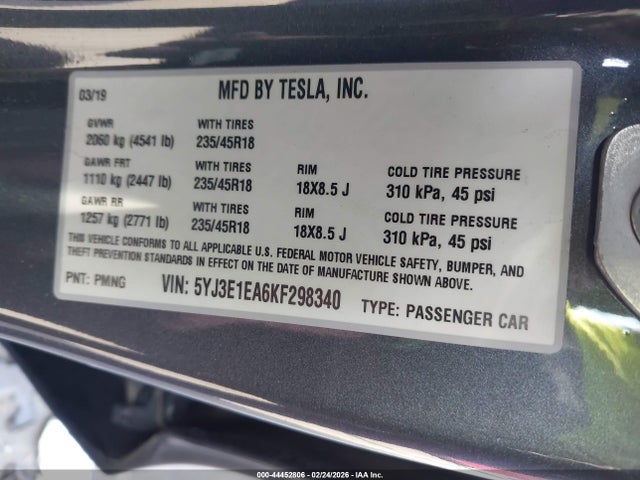 03/19 MFD BY TESLA, INC.
GVWR WITH TIRES
2060 kg (4541 lb) 235/45R18
GAWR FRT WITH TIRES RIM COLD TIRE PRESSURE
1110 kg (2447 lb) 235/45R18 18X8.5 J 310 kPa, 45 psi
GAWR RR WITH TIRES RIM COLD TIRE PRESSURE
1257 kg (2771 lb) 235/45R18 18X8.5 J 310 kPa, 45 psi
THIS VEHICLE CONFORMS TO ALL APPLICABLE U.S. FEDERAL MOTOR VEHICLE SAFETY, BUMPER, AND
THEFT PREVENTION STANDARDS IN EFFECT ON THE DATE OF MANUFACTURE SHOWN ABOVE.
PNT: PMNG VIN: 5YJ3E1EA6KF298340 TYPE: PASSENGER CAR
000-44452806 - 02/24/2026 - IAA Inc.